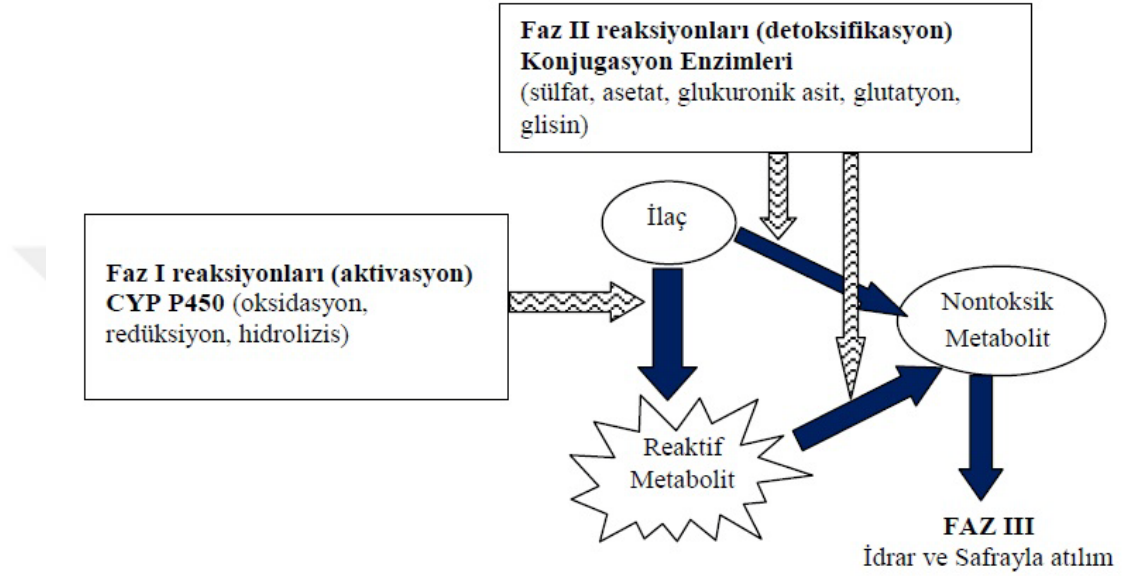 Faz II reaksiyonları (detoksifikasyon)
Konjugasyon Enzimleri
(sülfat, asetat, glukuronik asit, glutatyon,
glisin)
İlaç
Faz I reaksiyonları (aktivasyon)
CYP P450 (oksidasyon,
redüksiyon, hidrolizis)
Nontoksik
Metabolit
Reaktif
Metabolit
FAZ III
İdrar ve Safrayla atılım